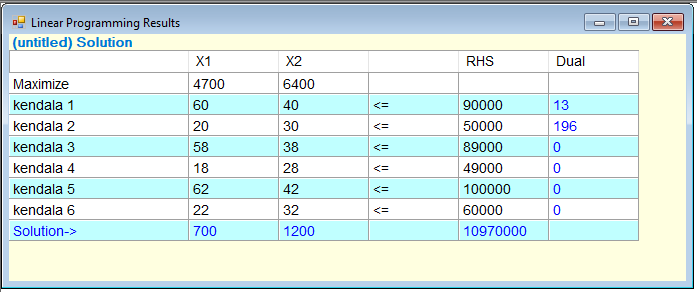 Linear Programming Results
(untitled) Solution
X1 X2 RHS Dual
Maximize 4700 6400
kendala 1 60 40 <= 90000 13
kendala 2 20 30 <= 50000 196
kendala 3 58 38 <= 89000 0
kendala 4 18 28 <= 49000 0
kendala 5 62 42 <= 100000 0
kendala 6 22 32 <= 60000 0
Solution-> 700 1200 10970000